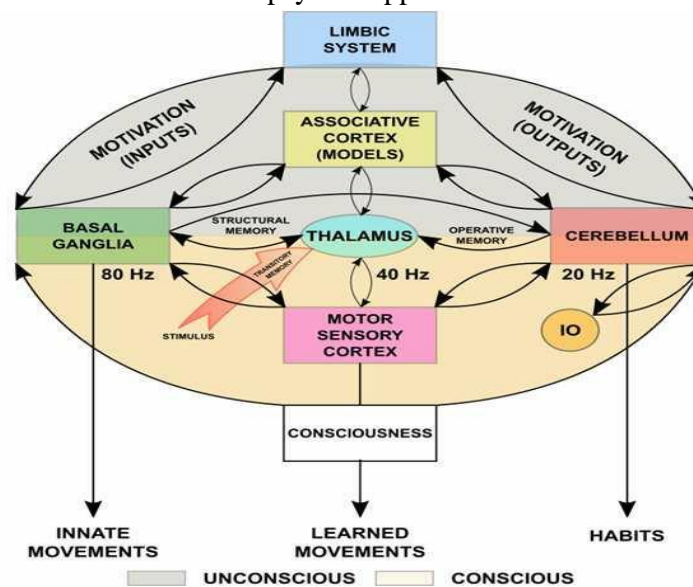 LIMBIC
SYSTEM
MOTIVATION
(INPUTS)
MOTIVATION
(OUTPUTS)
ASSOCIATIVE
CORTEX
(MODELS)
BASAL
GANGLIA
STRUCTURAL
MEMORY
THALAMUS
OPERATIVE
MEMORY
CEREBELLUM
80 Hz
TRANSITORY
MEMORY
40 Hz
20 Hz
STIMULUS
MOTOR
SENSORY
CORTEX
IO
CONSCIOUSNESS
INNATE
MOVEMENTS
LEARNED
MOVEMENTS
HABITS
UNCONSCIOUS
CONSCIOUS